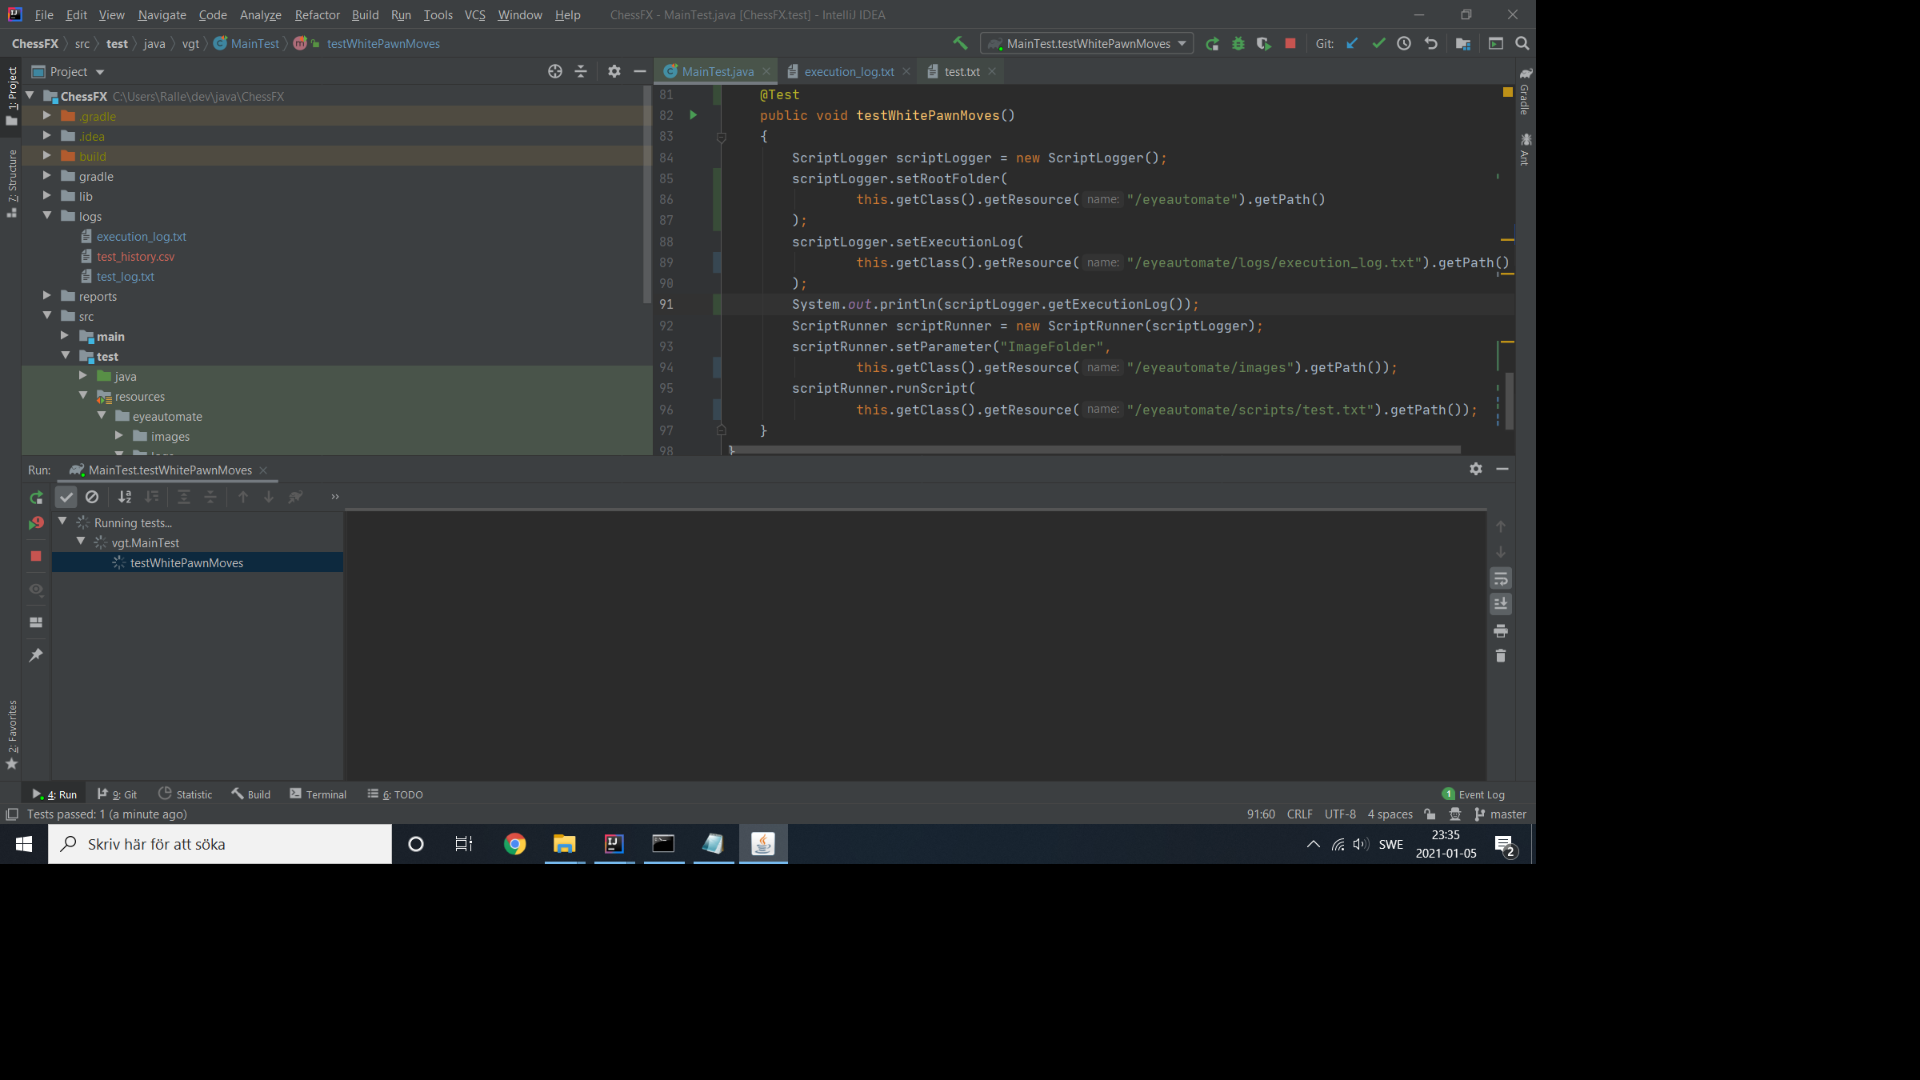 File Edit View Navigate Code Analyze Refactor Build Run Tools VCS Window Help ChessFX - MainTest.java [ChessFX.test] - IntelliJ IDEA
ChessFX src test java vgt MainTest testWhitePawnMoves MainTest.testWhitePawnMoves Git:
1: Project
7: Structure
2: Favorites
Project
ChessFX C:\Users\Ralle\dev\java\ChessFX
.gradle
.idea
build
gradle
lib
logs
execution_log.txt
test_history.csv
test_log.txt
reports
src
main
test
java
resources
eyeautomate
images
MainTest.java execution_log.txt test.txt
81 @Test
82 public void testWhitePawnMoves()
83 {
84 ScriptLogger scriptLogger = new ScriptLogger();
85 scriptLogger.setRootFolder(
86 this.getClass().getResource( name: "/eyeautomate").getPath()
87 );
88 scriptLogger.setExecutionLog(
89 this.getClass().getResource( name: "/eyeautomate/logs/execution_log.txt").getPath()
90 );
91 System.out.println(scriptLogger.getExecutionLog());
92 ScriptRunner scriptRunner = new ScriptRunner(scriptLogger);
93 scriptRunner.setParameter("ImageFolder",
94 this.getClass().getResource( name: "/eyeautomate/images").getPath());
95 scriptRunner.runScript(
96 this.getClass().getResource( name: "/eyeautomate/scripts/test.txt").getPath());
97 }
98 }
Gradle
Ant
Run: MainTest.testWhitePawnMoves
Running tests...
vgt.MainTest
testWhitePawnMoves
4: Run 9: Git Statistic Build Terminal 6: TODO 1 Event Log
Tests passed: 1 (a minute ago) 91:60 CRLF UTF-8 4 spaces master
Skriv här för att söka SWE 23:35
2021-01-05 2